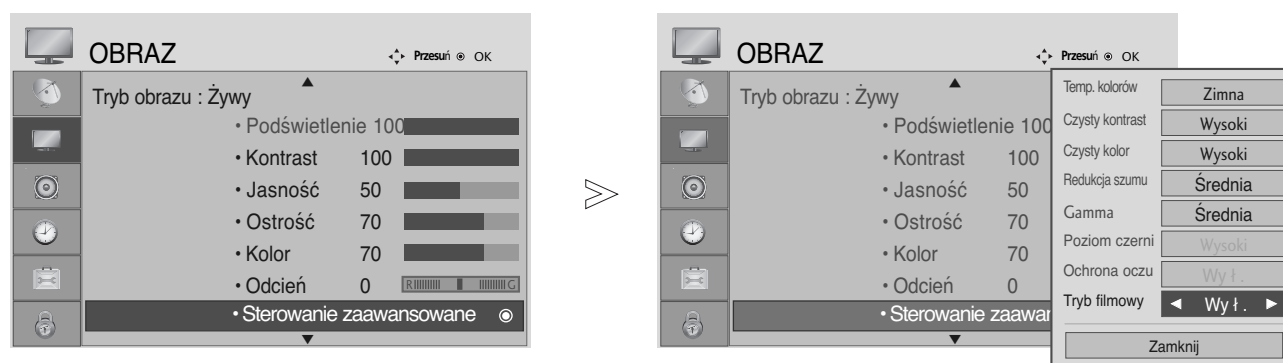 OBRAZ
Przesuń OK
Tryb obrazu : Żywy
• Podświetlenie 100
• Kontrast 100
• Jasność 50
• Ostrość 70
• Kolor 70
• Odcień 0 R G
• Sterowanie zaawansowane
OBRAZ
Przesuń OK
Tryb obrazu : Żywy
• Podświetlenie 100
• Kontrast 100
• Jasność 50
• Ostrość 70
• Kolor 70
• Odcień 0
• Sterowanie zaawan
Temp. kolorów Zimna
Czysty kontrast Wysoki
Czysty kolor Wysoki
Redukcja szumu Średnia
Gamma Średnia
Poziom czerni Wysoki
Ochrona oczu Wył.
Tryb filmowy ◄ Wył. ►
Zamknij